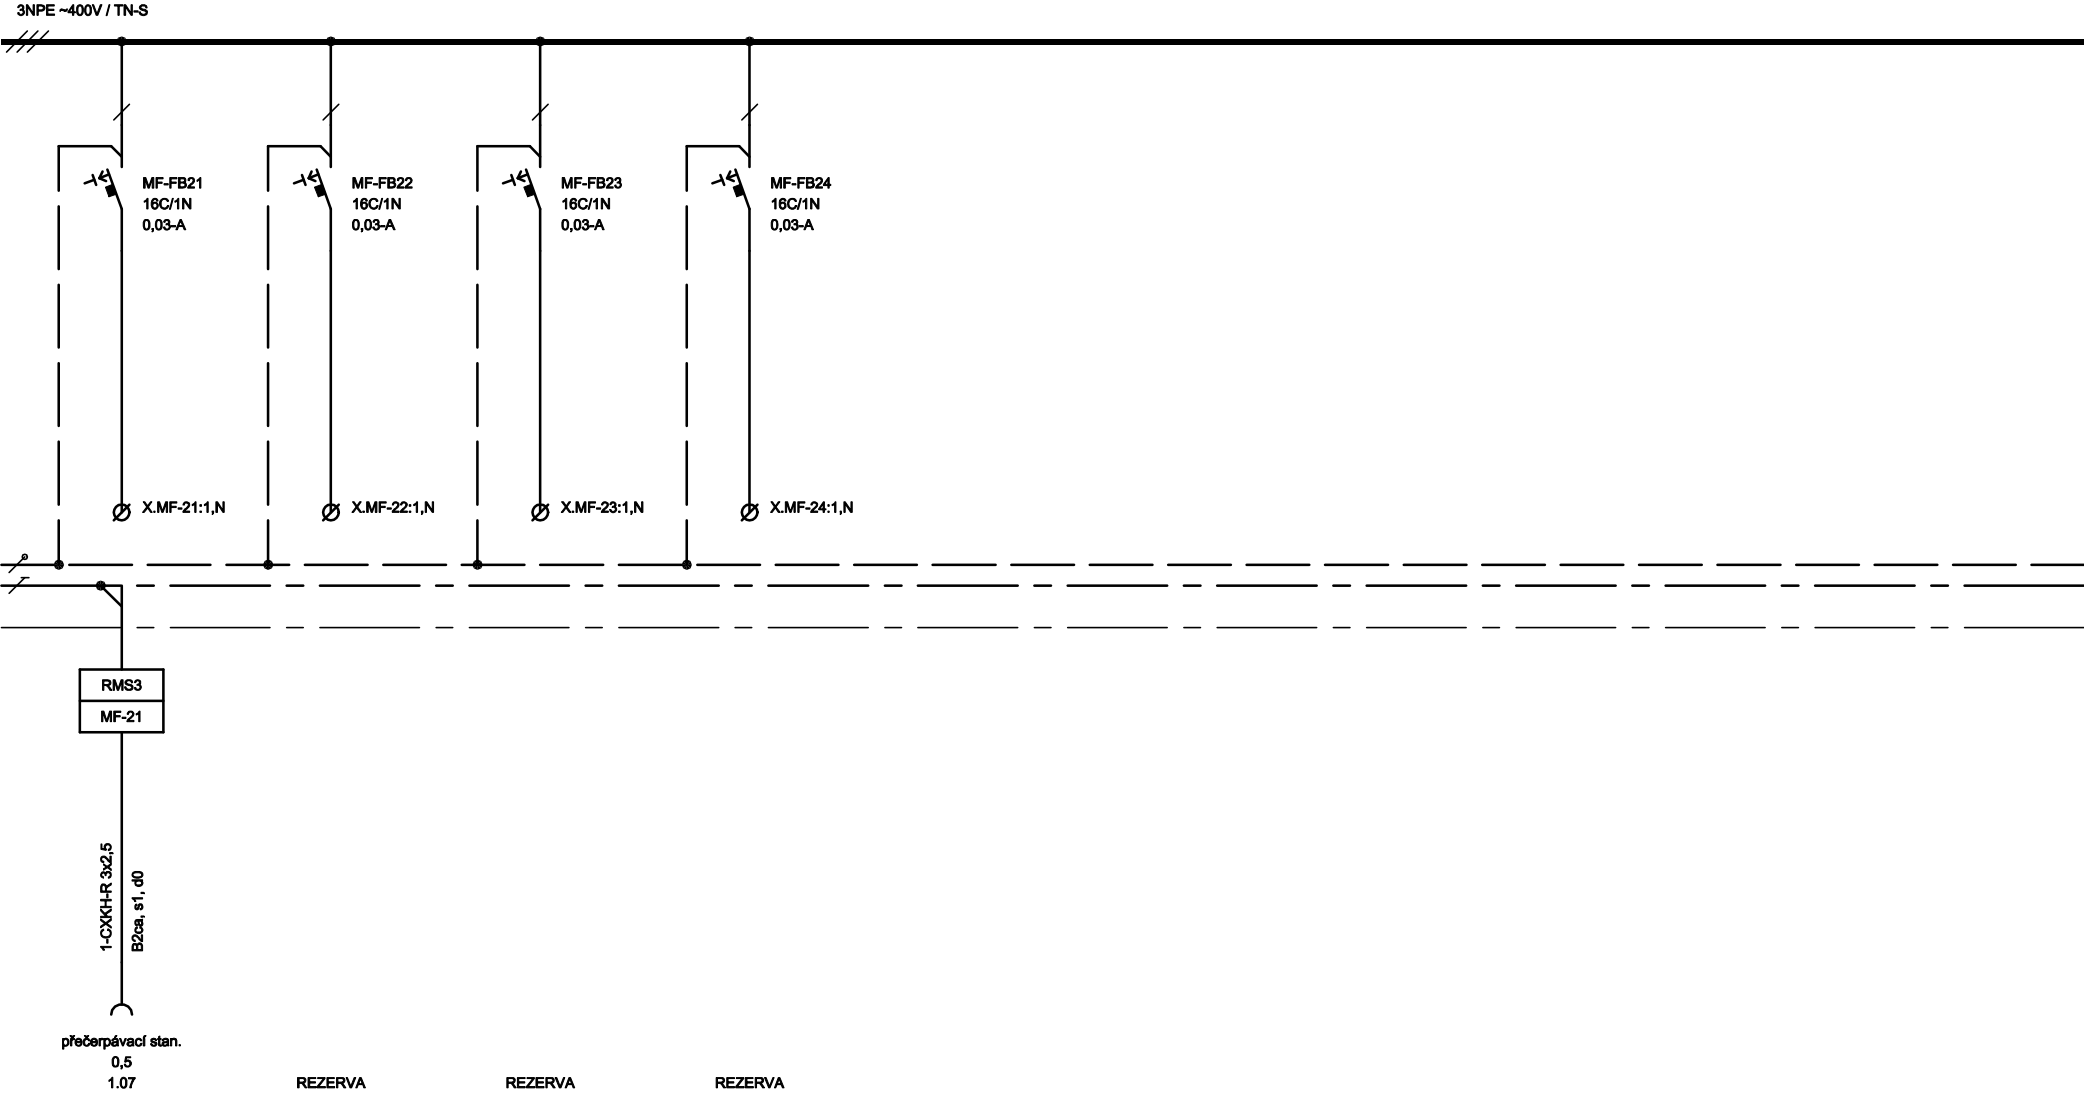 3NPE ~400V / TN-S
MF-FB21
16C/1N
0,03-A
MF-FB22
16C/1N
0,03-A
MF-FB23
16C/1N
0,03-A
MF-FB24
16C/1N
0,03-A
X.MF-21:1,N
X.MF-22:1,N
X.MF-23:1,N
X.MF-24:1,N
RMS3
MF-21
1-CXKH-R 3x2,5
B2ca, s1, d0
přečerpávací stan.
0,5
1.07
REZERVA
REZERVA
REZERVA